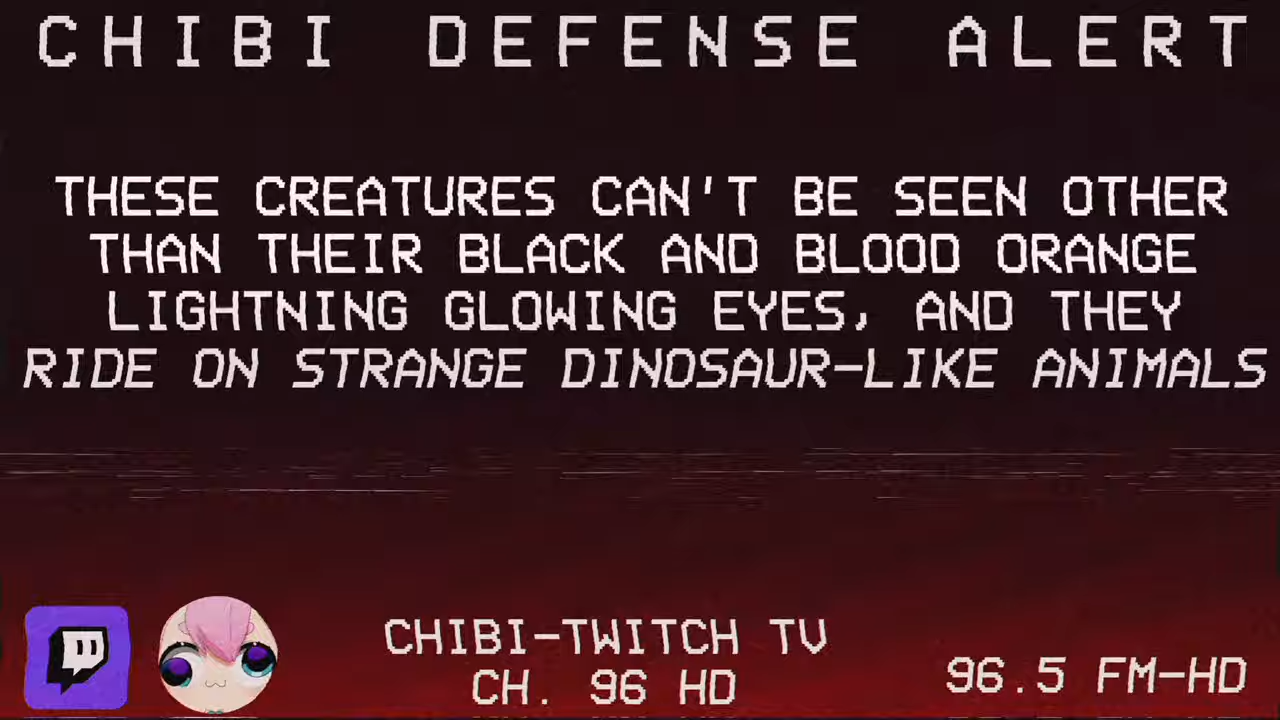 CHIBI DEFENSE ALERT
THESE CREATURES CAN'T BE SEEN OTHER
THAN THEIR BLACK AND BLOOD ORANGE
LIGHTNING GLOWING EYES, AND THEY
RIDE ON STRANGE DINOSAUR-LIKE ANIMALS
CHIBI-TWITCH TV
CH. 96 HD
96.5 FM-HD